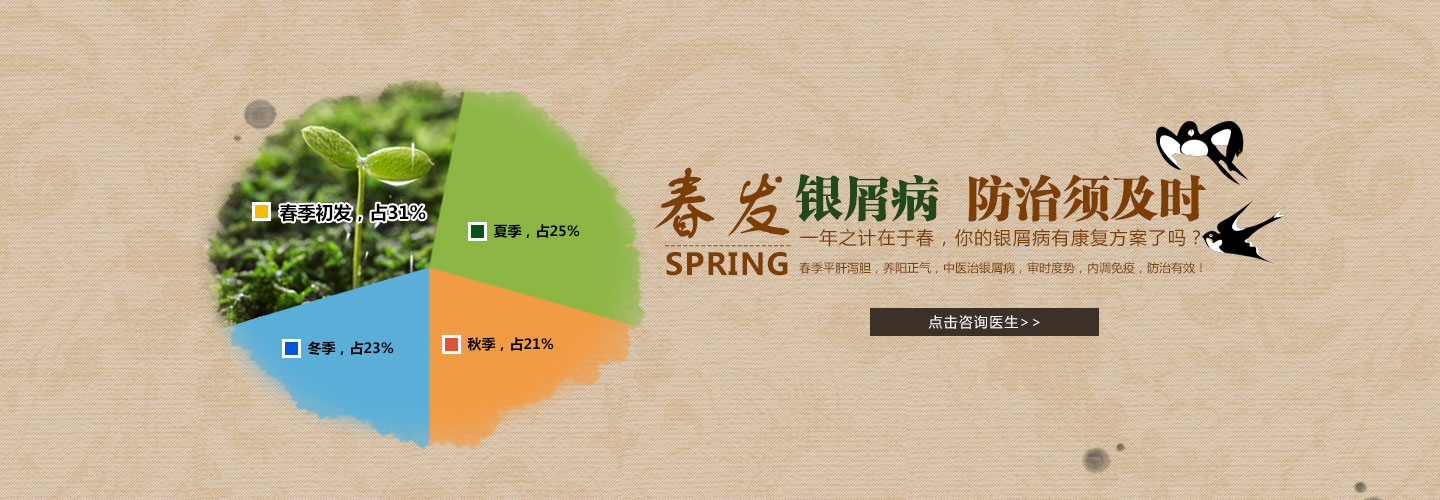 春季初发，占31%
夏季，占25%
冬季，占23%
秋季，占21%
春发 银屑病 防治须及时
SPRING
一年之计在于春，你的银屑病有康复方案了吗？
春季平肝泻胆，养阳正气，中医治银屑病，审时度势，内调免疫，防治有效！
点击咨询医生>>